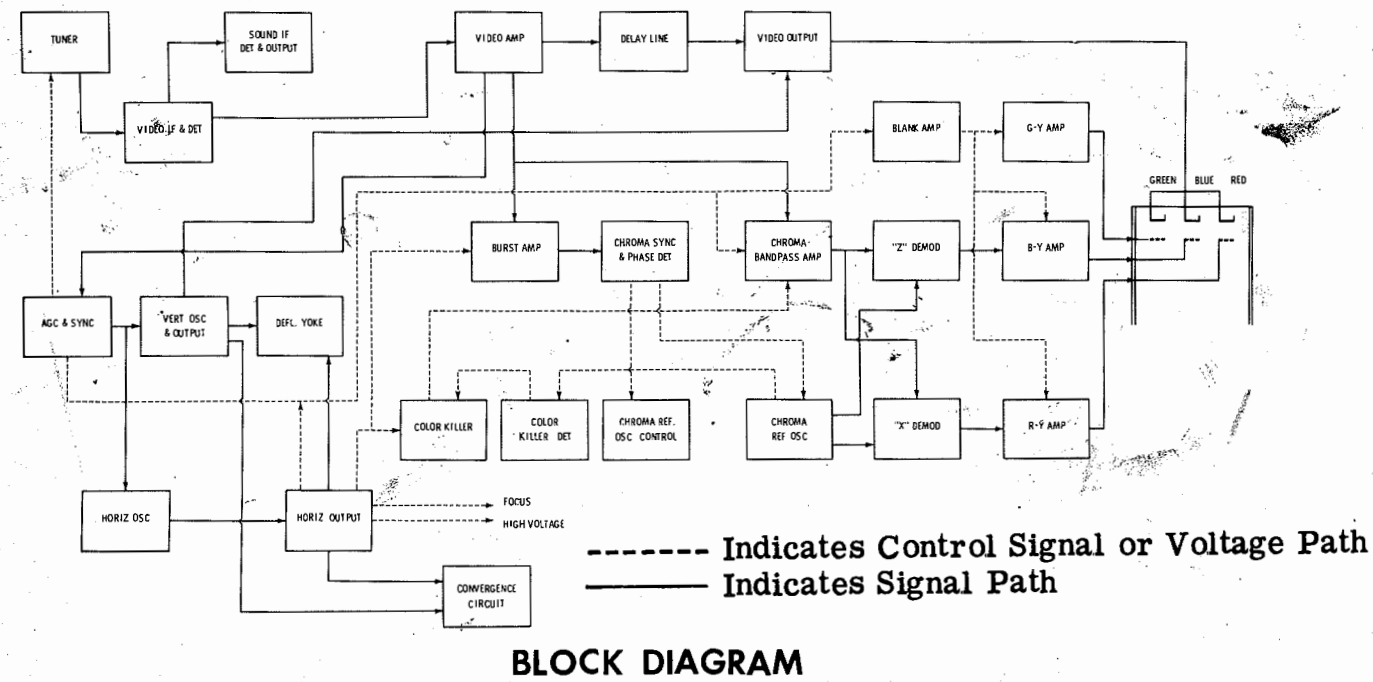 TUNER
SOUND IF
DET & OUTPUT
VIDEO AMP
DELAY LINE
VIDEO OUTPUT
VIDEO IF & DET
BLANK AMP
G-Y AMP
GREEN BLUE RED
BURST AMP
CHROMA SYNC
& PHASE DET
CHROMA-
BANDPASS AMP
"Z" DEMOD
B-Y AMP
AGC & SYNC
VERT OSC
& OUTPUT
DEFL. YOKE
COLOR KILLER
COLOR
KILLER DET
CHROMA REF.
OSC CONTROL
CHROMA
REF OSC
"X" DEMOD
R-Y AMP
HORIZ OSC
HORIZ OUTPUT
FOCUS
HIGH VOLTAGE
Indicates Control Signal or Voltage Path
Indicates Signal Path
CONVERGENCE
CIRCUIT
BLOCK DIAGRAM